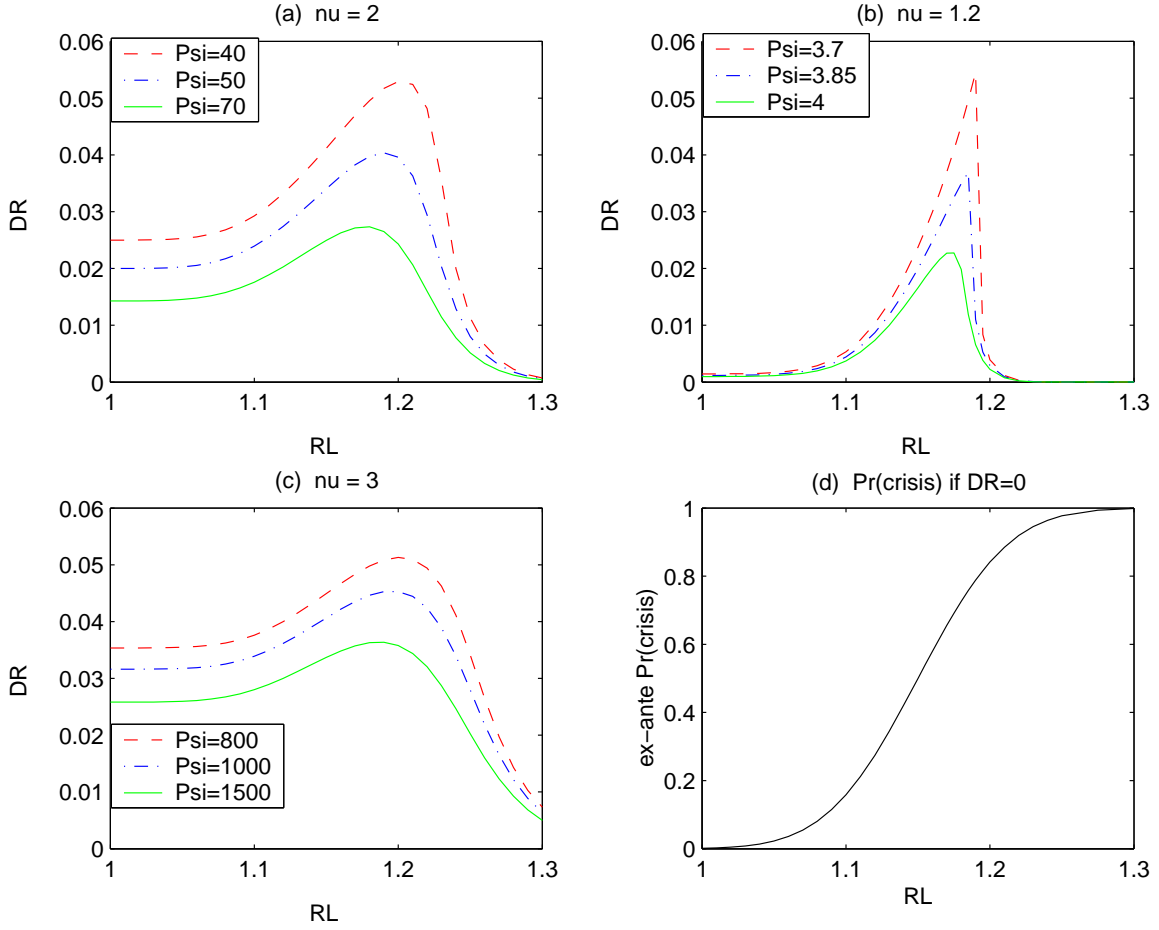 (a) nu = 2
0.06
0.05
0.04
0.03
0.02
0.01
0
DR
Psi=40
Psi=50
Psi=70
1
1.1
1.2
1.3
RL
(b) nu = 1.2
0.06
0.05
0.04
0.03
0.02
0.01
0
DR
Psi=3.7
Psi=3.85
Psi=4
1
1.1
1.2
1.3
RL
(c) nu = 3
0.06
0.05
0.04
0.03
0.02
0.01
0
DR
Psi=800
Psi=1000
Psi=1500
1
1.1
1.2
1.3
RL
(d) Pr(crisis) if DR=0
1
0.8
0.6
0.4
0.2
0
ex-ante Pr(crisis)
1
1.1
1.2
1.3
RL